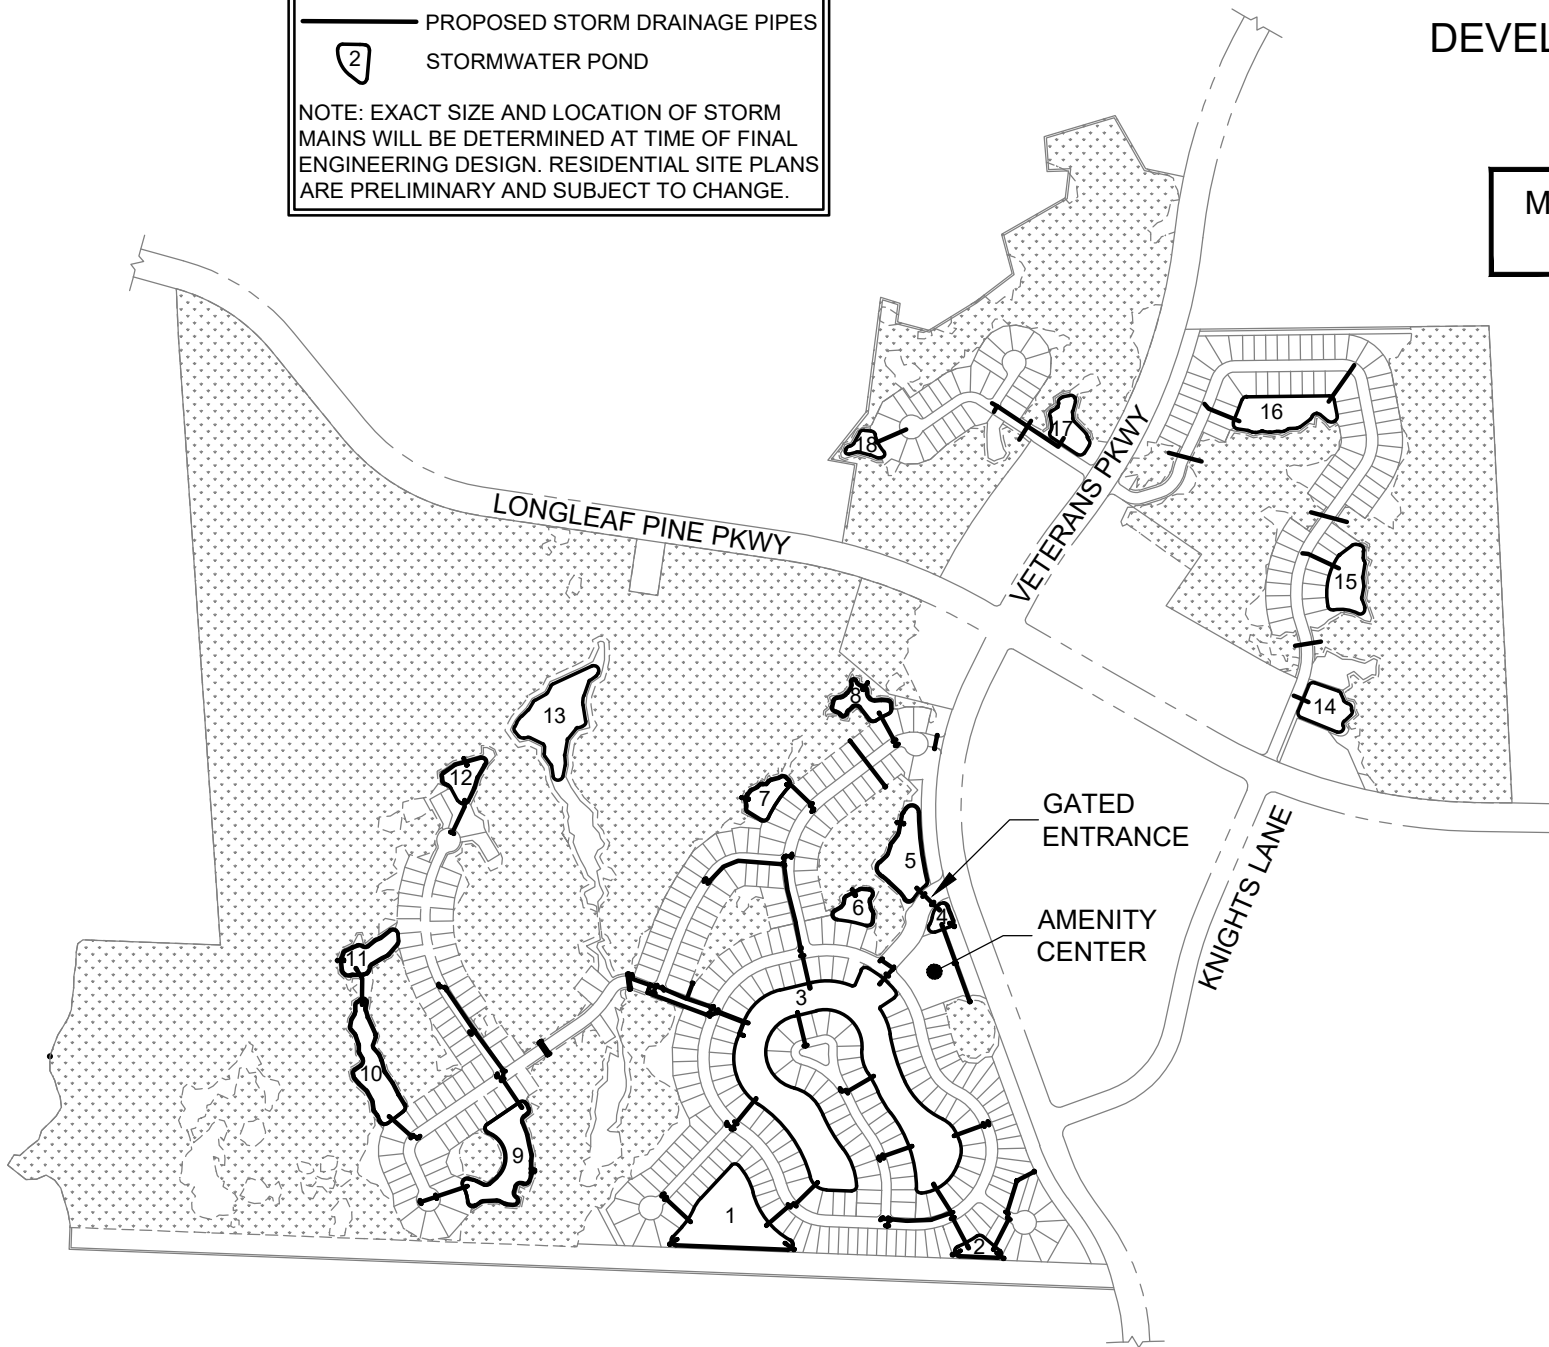 PROPOSED STORM DRAINAGE PIPES
2
STORMWATER POND
NOTE: EXACT SIZE AND LOCATION OF STORM
MAINS WILL BE DETERMINED AT TIME OF FINAL
ENGINEERING DESIGN. RESIDENTIAL SITE PLANS
ARE PRELIMINARY AND SUBJECT TO CHANGE.
DEVEL
M
16
17
18
VETERANS PKWY
LONGLEAF PINE PKWY
15
8
14
13
12
7
GATED
ENTRANCE
5
KNIGHTS LANE
6
4
AMENITY
CENTER
11
3
10
9
1
2